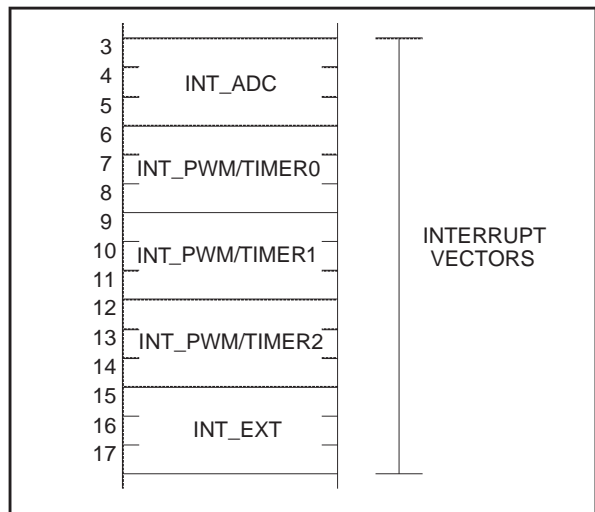 3
4
INT_ADC
5
6
7
INT_PWM/TIMER0
8
9
10
INT_PWM/TIMER1
11
12
13
INT_PWM/TIMER2
14
15
16
INT_EXT
17
INTERRUPT
VECTORS